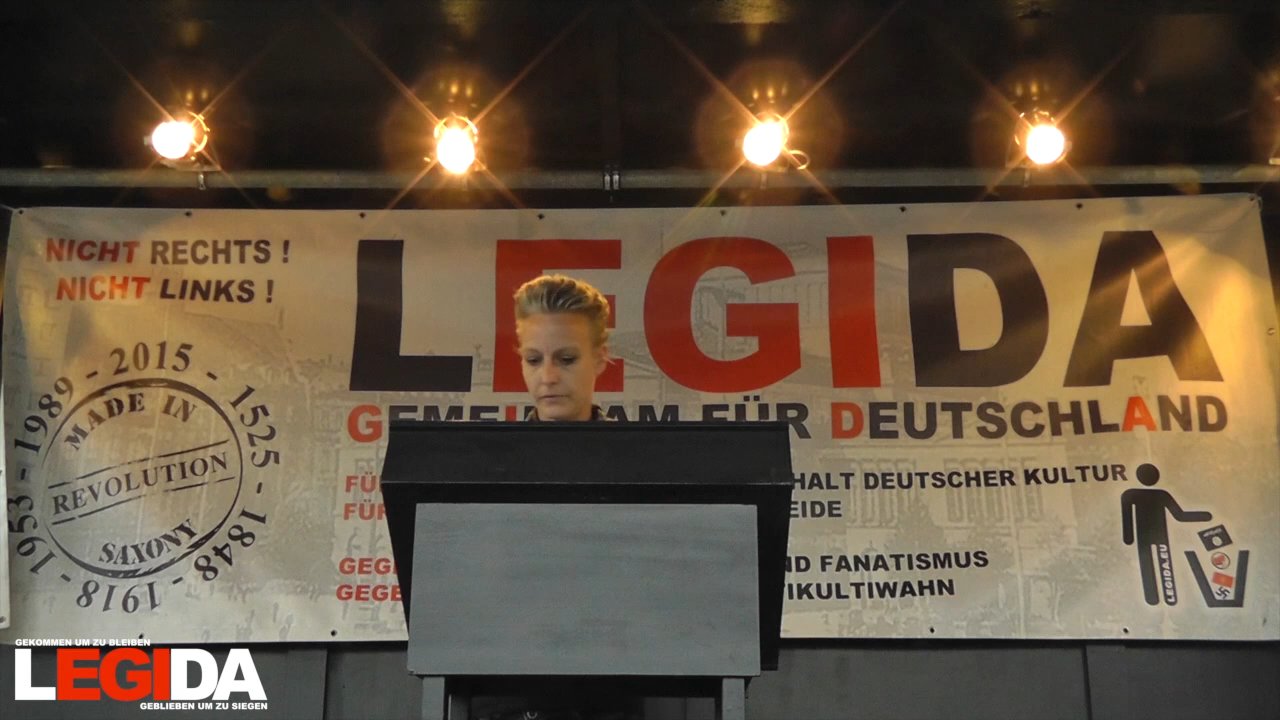 NICHT RECHTS !
NICHT LINKS !
LEGIDA
GEMEIN AM FÜR DEUTSCHLAND
2015 - 1525 - 1848 - 1918 - 1953 - 1989 -
MADE IN
REVOLUTION
SAXONY
HALT DEUTSCHER KULTUR
EIDE
ND FANATISMUS
IKULTIWAHN
LEGIDA.EU
GEKOMMEN UM ZU BLEIBEN
LEGIDA
GEBLIEBEN UM ZU SIEGEN